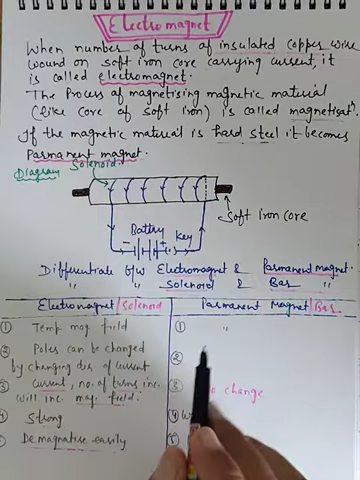 Electromagnet
When number of turns of insulated copper wire
wound on soft iron core carrying current, it
is called electromagnet.
The Process of magnetising magnetic material
(like core of soft iron) is called magnetisatn.
If the magnetic material is hard steel it becomes
Parmanent magnet.
Diagram Solenoid.
Soft iron core
Battery Key
Differentiate b/w Electromagnet & Parmanent magnet.
" " Solenoid & Bar "
Electromagnet/Solenoid
Parmanent Magnet/Bar
① Temp mag field
① "
② Poles can be changed
by changing dir. of current
②
③ current, no. of turns inc.
will inc. mag. field.
③ change
④ Strong
④ W
⑤ Demagnetise easily
⑤